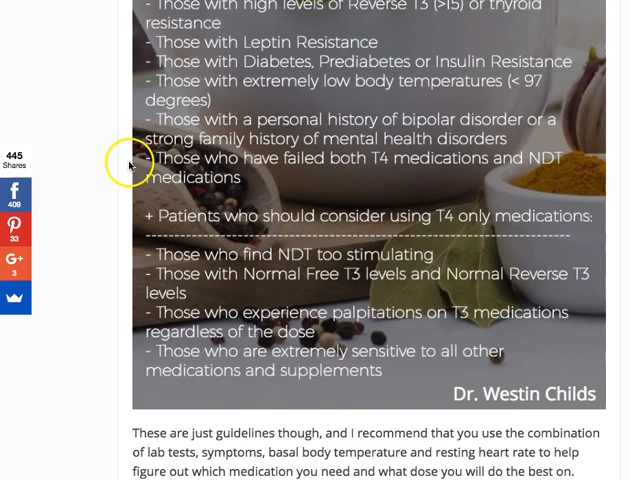 - Those with high levels of Reverse T3 (>15) or thyroid
resistance
- Those with Leptin Resistance
- Those with Diabetes, Prediabetes or Insulin Resistance
- Those with extremely low body temperatures (< 97
degrees)
- Those with a personal history of bipolar disorder or a
strong family history of mental health disorders
- Those who have failed both T4 medications and NDT
medications
+ Patients who should consider using T4 only medications:
--------------------------------------------------------------------------
- Those who find NDT too stimulating
- Those with Normal Free T3 levels and Normal Reverse T3
levels
- Those who experience palpitations on T3 medications
regardless of the dose
- Those who are extremely sensitive to all other
medications and supplements
Dr. Westin Childs
445
Shares
409
33
G+
3
These are just guidelines though, and I recommend that you use the combination
of lab tests, symptoms, basal body temperature and resting heart rate to help
figure out which medication you need and what dose you will do the best on.